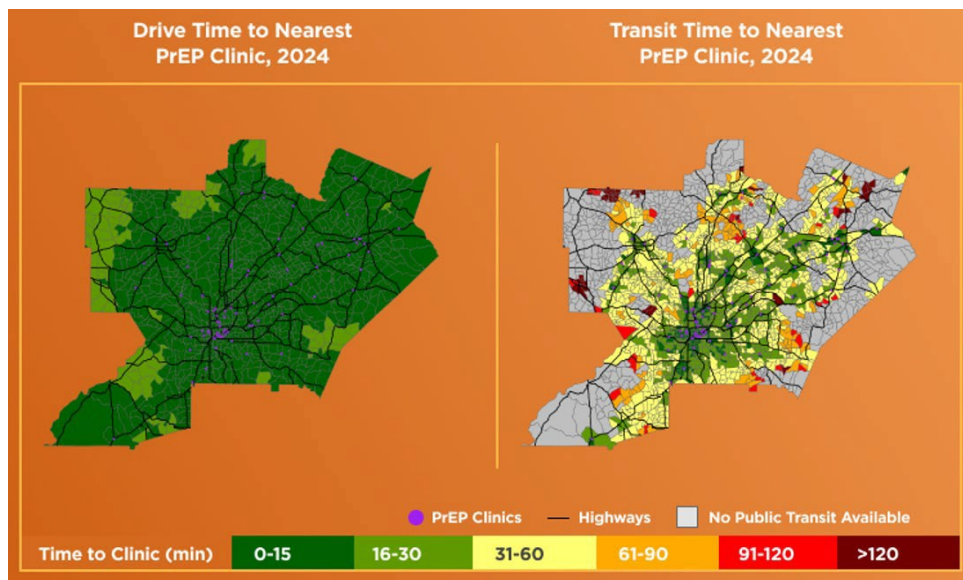 Drive Time to Nearest
PrEP Clinic, 2024
Transit Time to Nearest
PrEP Clinic, 2024
PrEP Clinics
Highways
No Public Transit Available
Time to Clinic (min)
0-15
16-30
31-60
61-90
91-120
>120